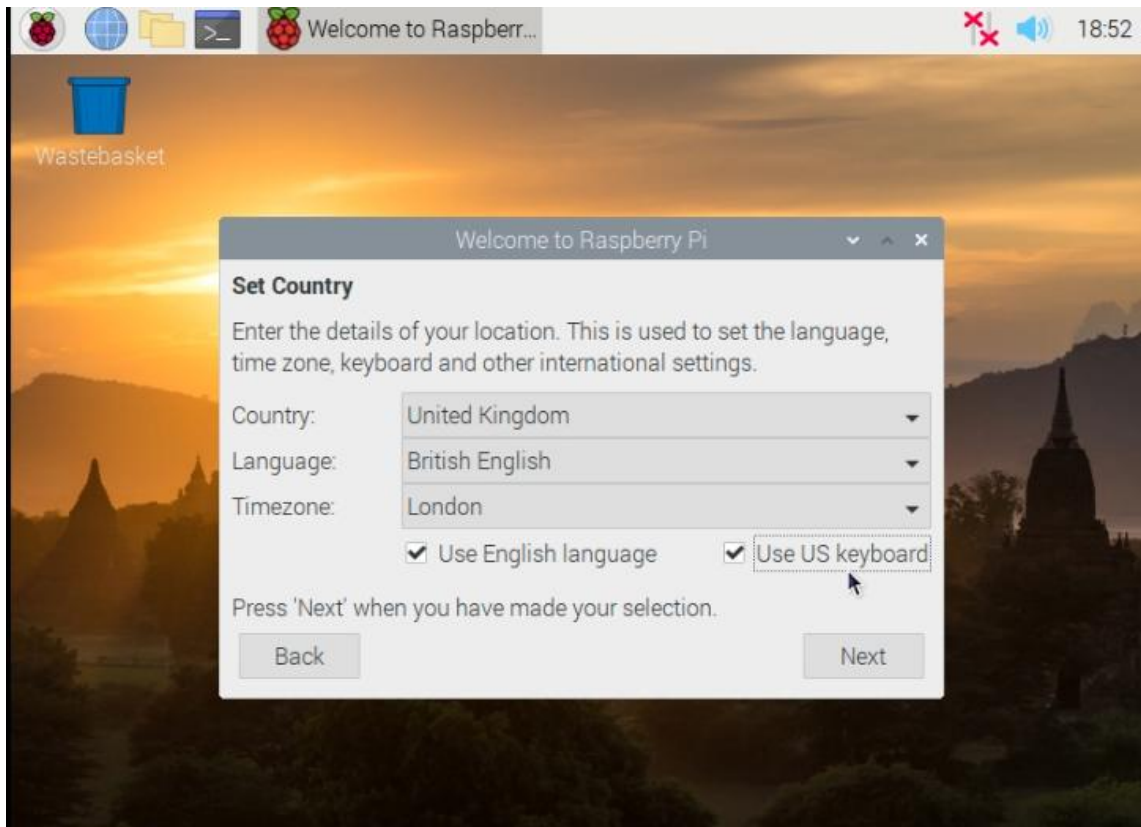 Welcome to Raspberr...
18:52
Wastebasket
Welcome to Raspberry Pi
Set Country
Enter the details of your location. This is used to set the language,
time zone, keyboard and other international settings.
Country: United Kingdom
Language: British English
Timezone: London
Use English language Use US keyboard
Press 'Next' when you have made your selection.
Back Next